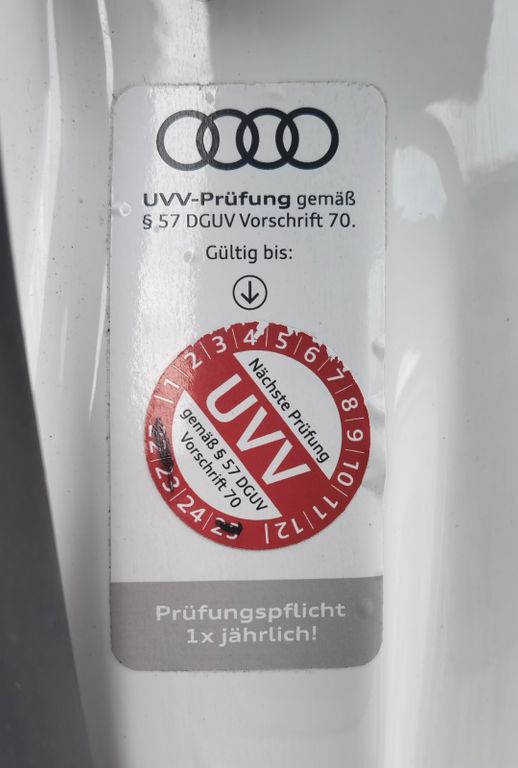 UVV-Prüfung gemäß
§ 57 DGUV Vorschrift 70.
Gültig bis:
1 2 3 4 5 6 7 8 9 10 11 12
Nächste Prüfung
UVV
gemäß § 57 DGUV
Vorschrift 70
23 24
Prüfungspflicht
1x jährlich!